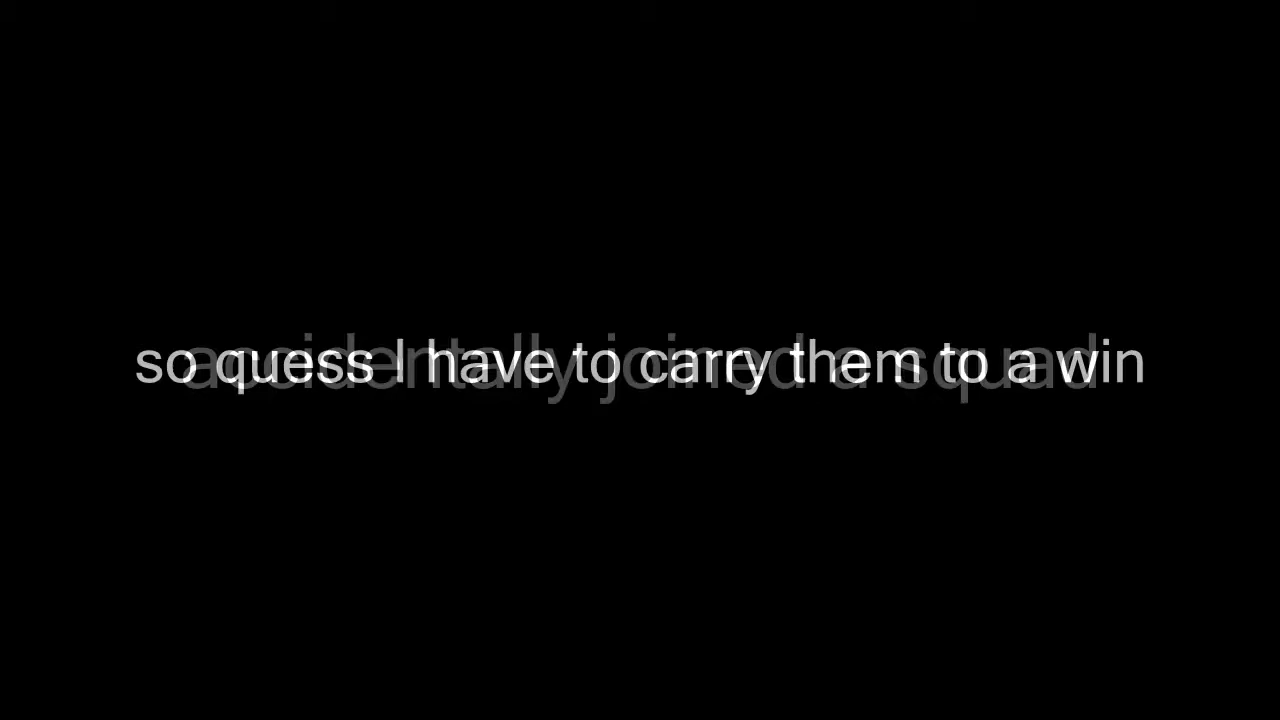 accidentally joined a squad
so quess I have to carry them to a win